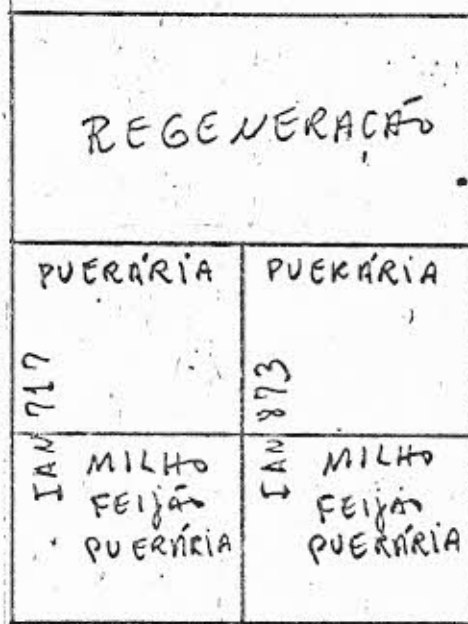 REGENERAÇÃO
PUERÁRIA
PUERÁRIA
IAN 717
IAN 873
MILHO
FEIJÃO
PUERÁRIA
MILHO
FEIJÃO
PUERÁRIA